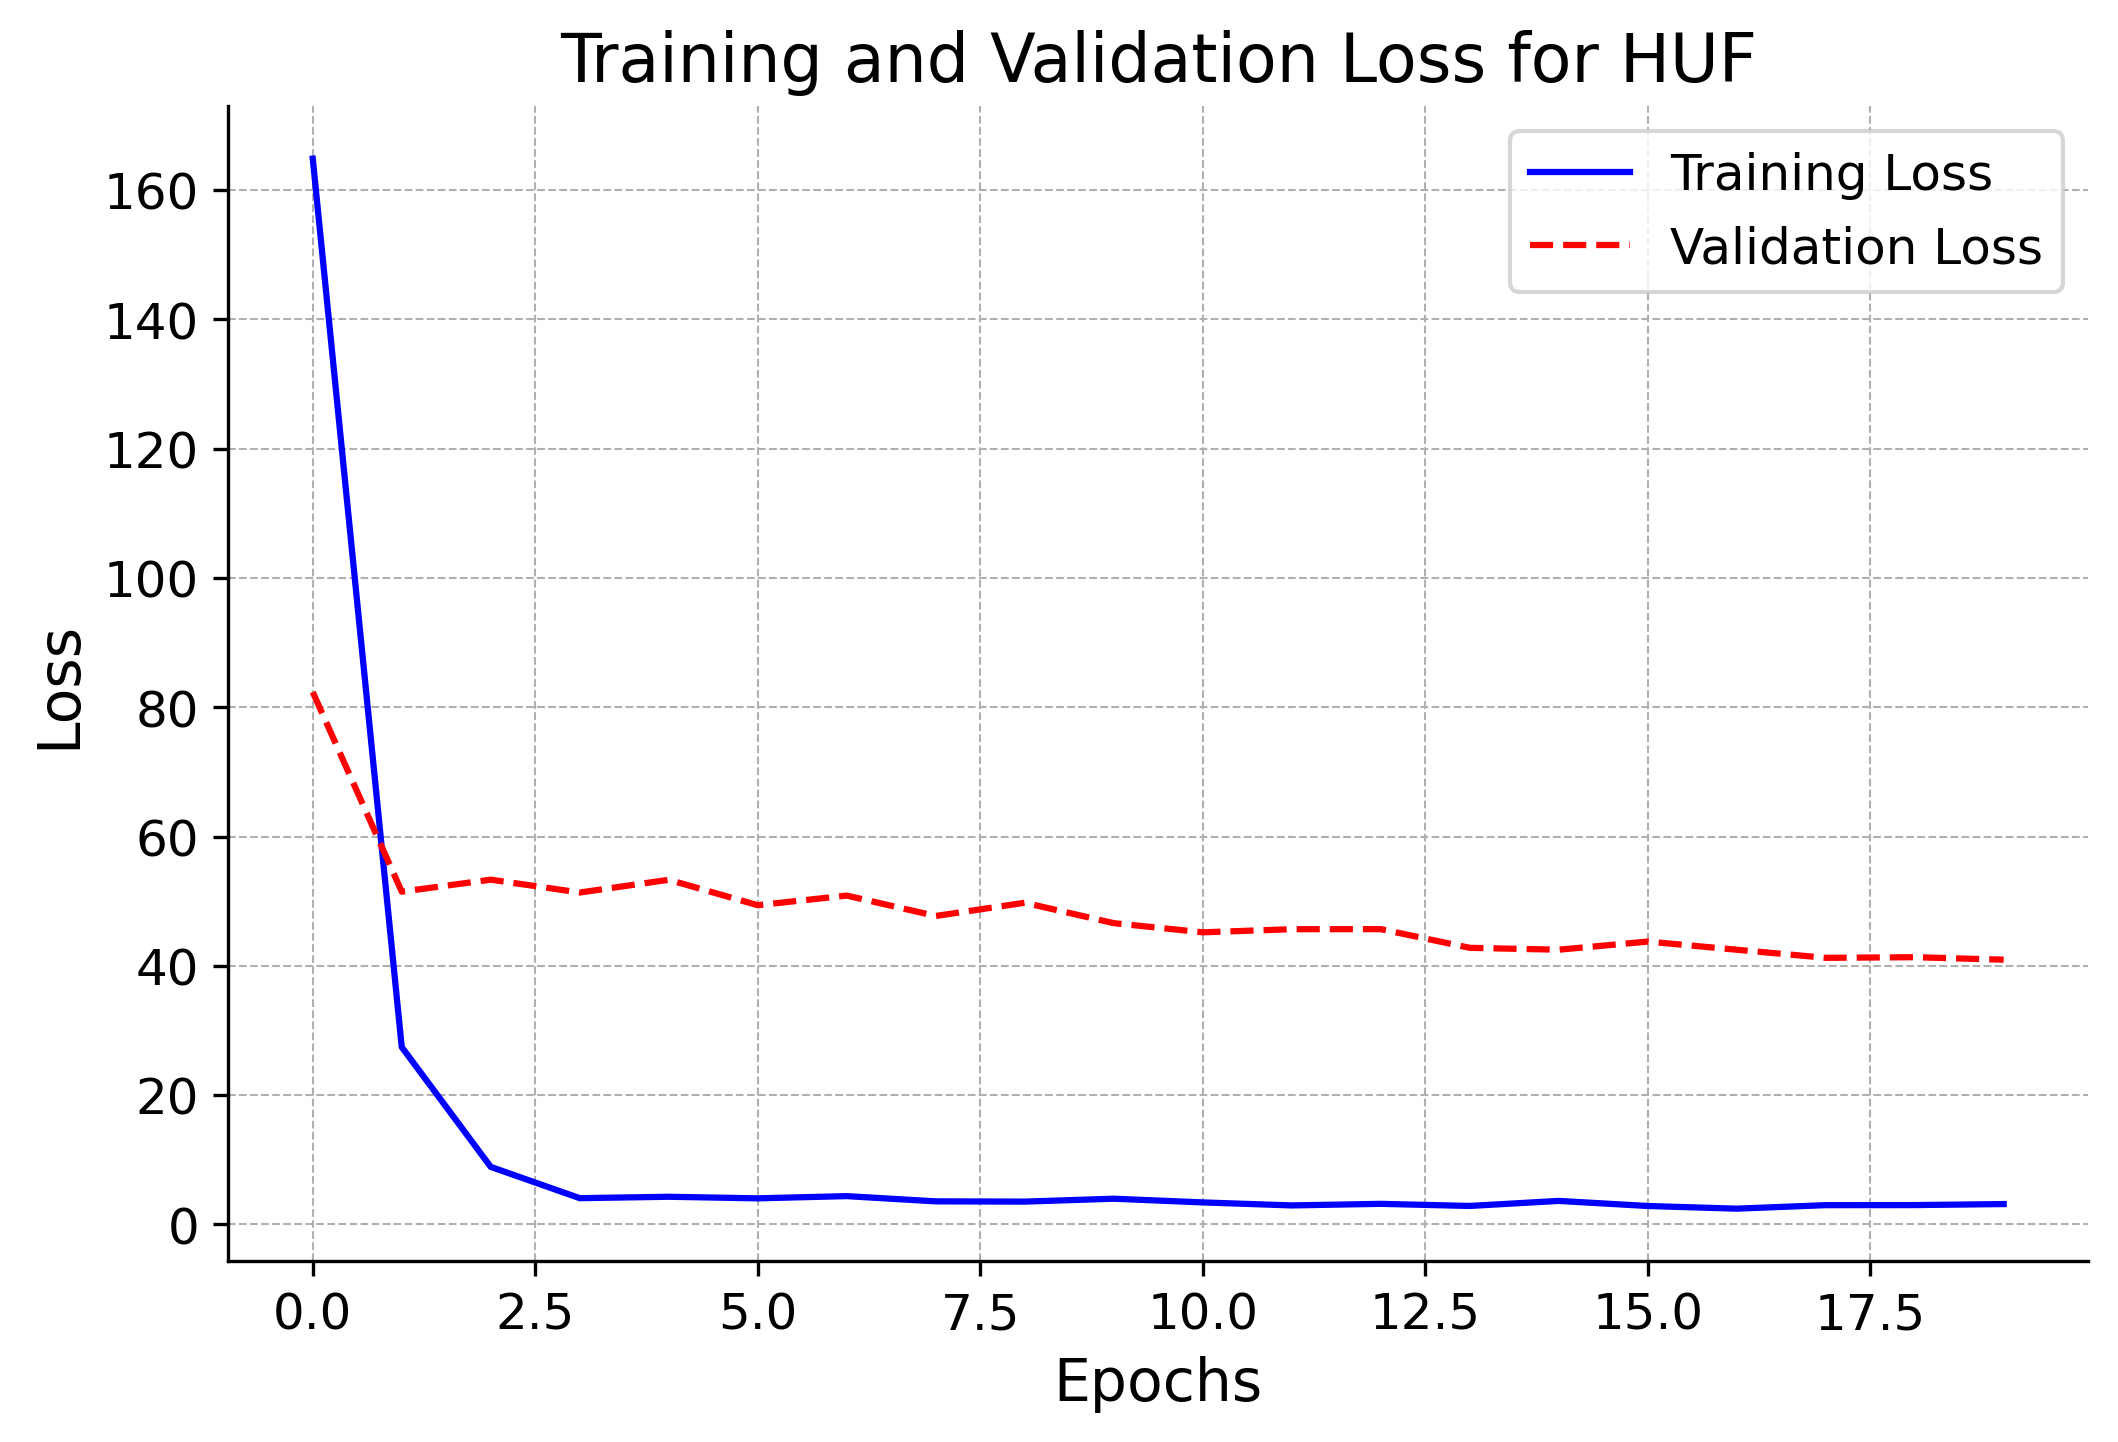 Training and Validation Loss for HUF
Training Loss
Validation Loss
160
140
120
100
80
60
40
20
0
Loss
0.0 2.5 5.0 7.5 10.0 12.5 15.0 17.5
Epochs